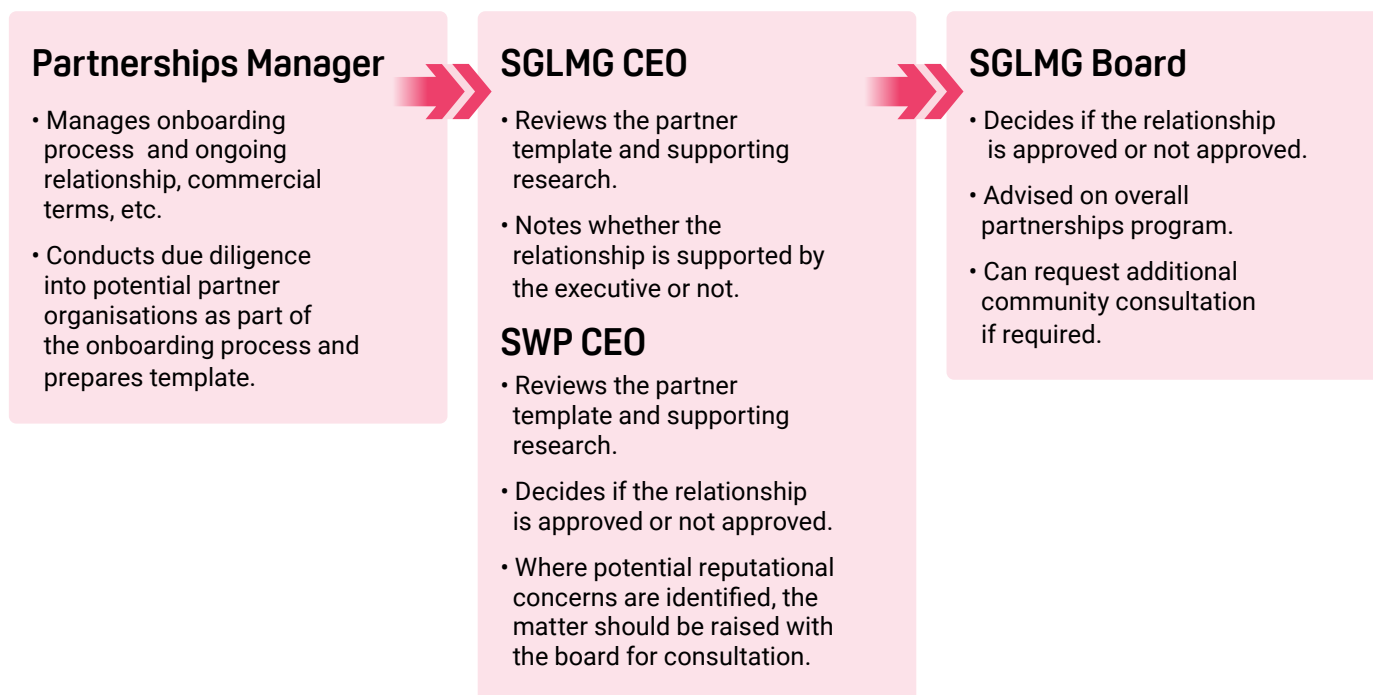 Partnerships Manager
• Manages onboarding
process  and ongoing
relationship, commercial
terms, etc.
• Conducts due diligence
into potential partner
organisations as part of
the onboarding process and
prepares template.
SGLMG CEO
• Reviews the partner
template and supporting
research.
• Notes whether the
relationship is supported by
the executive or not.
SWP CEO
• Reviews the partner
template and supporting
research.
• Decides if the relationship
is approved or not approved.
• Where potential reputational
concerns are identified, the
matter should be raised with
the board for consultation.
SGLMG Board
• Decides if the relationship
is approved or not approved.
• Advised on overall
partnerships program.
• Can request additional
community consultation
if required.